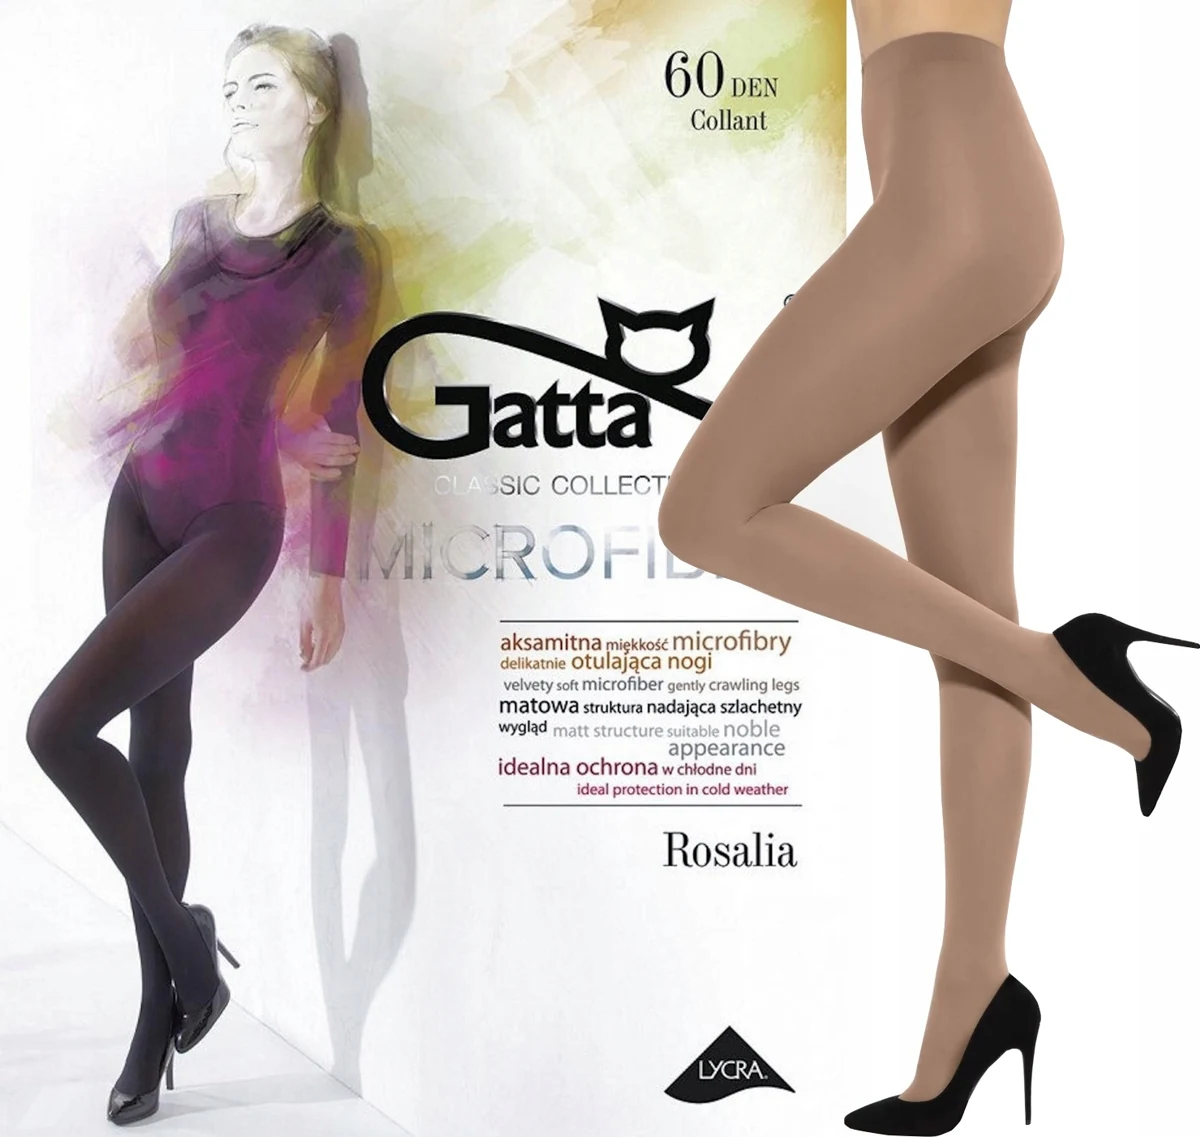 60 DEN
Collant
Gatta
CLASSIC COLLECTI
MICROFIB
aksamitna miękkość microfibry
delikatnie otulająca nogi
velvety soft microfiber gently crawling legs
matowa struktura nadająca szlachetny
wygląd matt structure suitable noble
appearance
idealna ochrona w chłodne dni
ideal protection in cold weather
Rosalia
LYCRA®